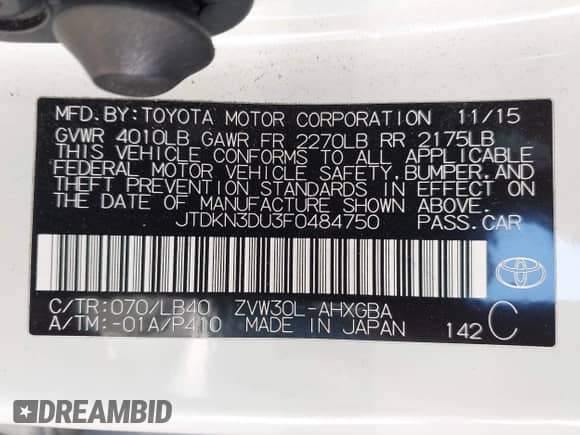 MFD.BY:TOYOTA MOTOR CORPORATION 11/15
GVWR 4010LB GAWR FR 2270LB RR 2175LB
THIS VEHICLE CONFORMS TO ALL APPLICABLE
FEDERAL MOTOR VEHICLE SAFETY,BUMPER,AND
THEFT PREVENTION STANDARDS IN EFFECT ON
THE DATE OF MANUFACTURE SHOWN ABOVE.
JTDKN3DU3F0484750 PASS.CAR
C/TR:070/LB40 ZVW30L-AHXGBA
A/TM:-01A/P410 MADE IN JAPAN 142 C
DREAMBID